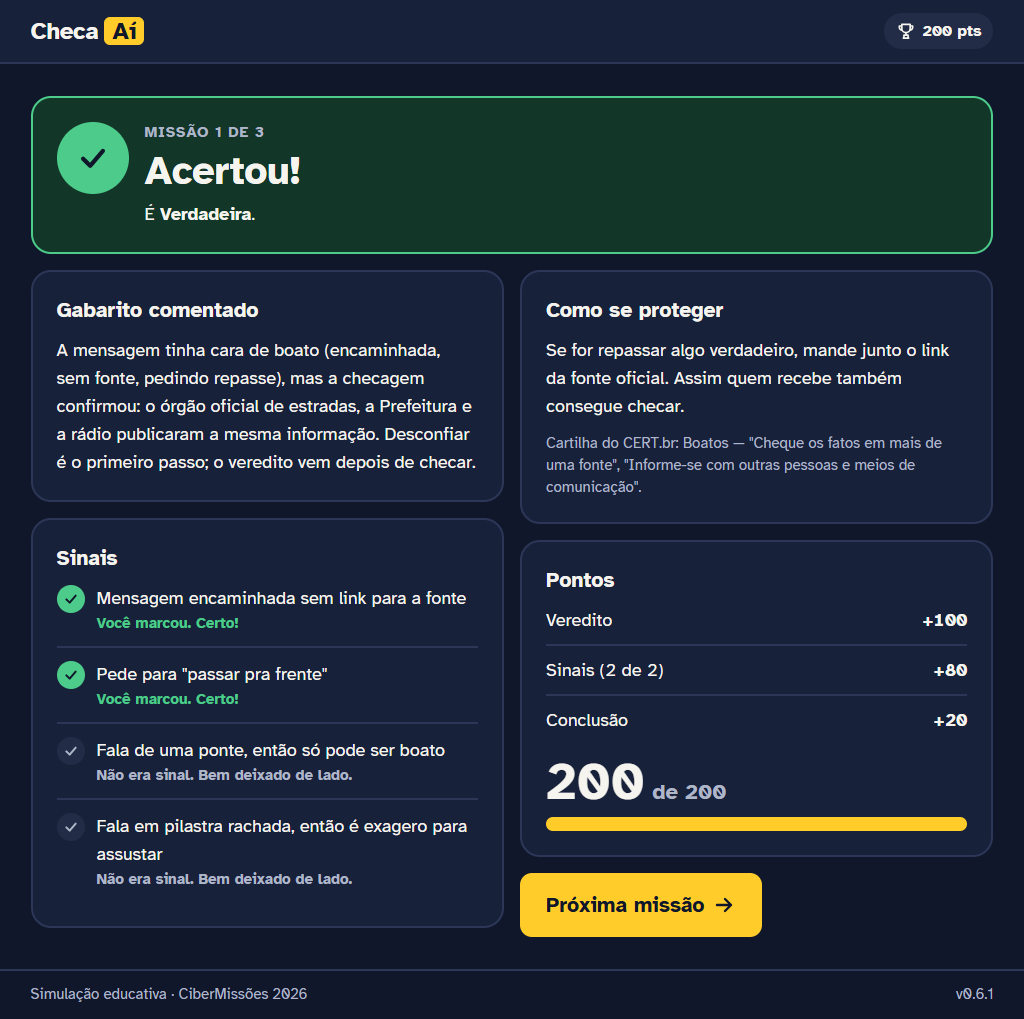 Checa Aí
200 pts
MISSÃO 1 DE 3
Acertou!
É Verdadeira.
Gabarito comentado
A mensagem tinha cara de boato (encaminhada,
sem fonte, pedindo repasse), mas a checagem
confirmou: o órgão oficial de estradas, a Prefeitura e
a rádio publicaram a mesma informação. Desconfiar
é o primeiro passo; o veredito vem depois de checar.
Sinais
Mensagem encaminhada sem link para a fonte
Você marcou. Certo!
Pede para "passar pra frente"
Você marcou. Certo!
Fala de uma ponte, então só pode ser boato
Não era sinal. Bem deixado de lado.
Fala em pilastra rachada, então é exagero para
assustar
Não era sinal. Bem deixado de lado.
Como se proteger
Se for repassar algo verdadeiro, mande junto o link
da fonte oficial. Assim quem recebe também
consegue checar.
Cartilha do CERT.br: Boatos — "Cheque os fatos em mais de
uma fonte", "Informe-se com outras pessoas e meios de
comunicação".
Pontos
Veredito +100
Sinais (2 de 2) +80
Conclusão +20
200 de 200
Próxima missão →
Simulação educativa · CiberMissões 2026
v0.6.1